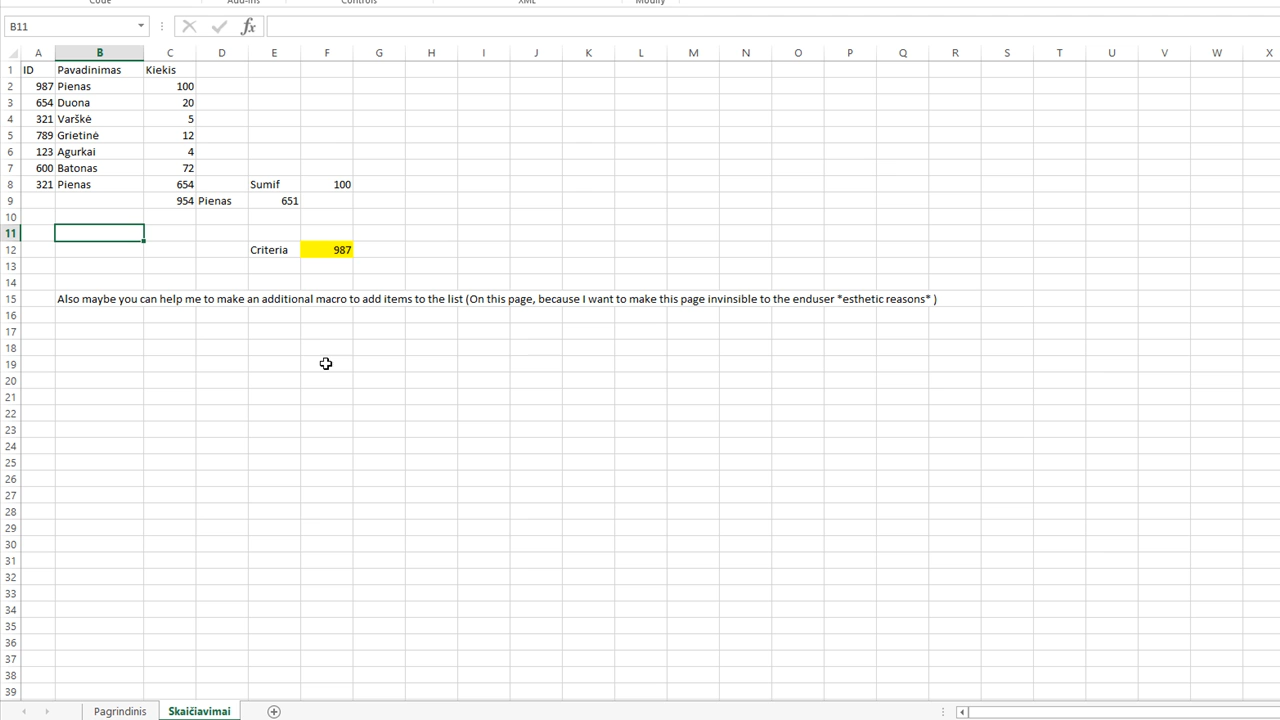 Code Add-ins Controls XML Modify
B11 fx
A B C D E F G H I J K L M N O P Q R S T U V W X
1 ID Pavadinimas Kiekis
2 987 Pienas 100
3 654 Duona 20
4 321 Varškė 5
5 789 Grietinė 12
6 123 Agurkai 4
7 600 Batonas 72
8 321 Pienas 654 Sumif 100
9 954 Pienas 651
10
11
12 Criteria 987
13
14
15 Also maybe you can help me to make an additional macro to add items to the list (On this page, because I want to make this page invinsible to the enduser *esthetic reasons* )
16
17
18
19
20
21
22
23
24
25
26
27
28
29
30
31
32
33
34
35
36
37
38
39
Pagrindinis Skaičiavimai